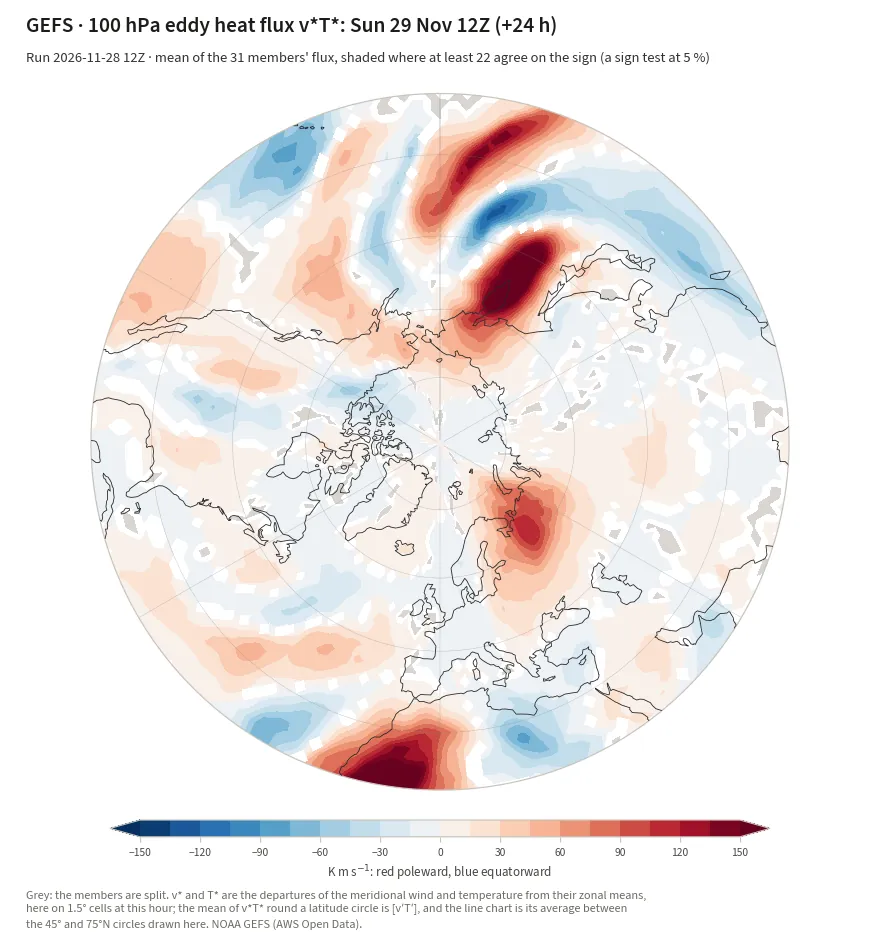 GEFS · 100 hPa eddy heat flux v*T*: Sun 29 Nov 12Z (+24 h)
Run 2026-11-28 12Z · mean of the 31 members' flux, shaded where at least 22 agree on the sign (a sign test at 5 %)
−150 −120 −90 −60 −30 0 30 60 90 120 150
K m s⁻¹: red poleward, blue equatorward
Grey: the members are split. v* and T* are the departures of the meridional wind and temperature from their zonal means,
here on 1.5° cells at this hour; the mean of v*T* round a latitude circle is [v'T'], and the line chart is its average between
the 45° and 75°N circles drawn here. NOAA GEFS (AWS Open Data).